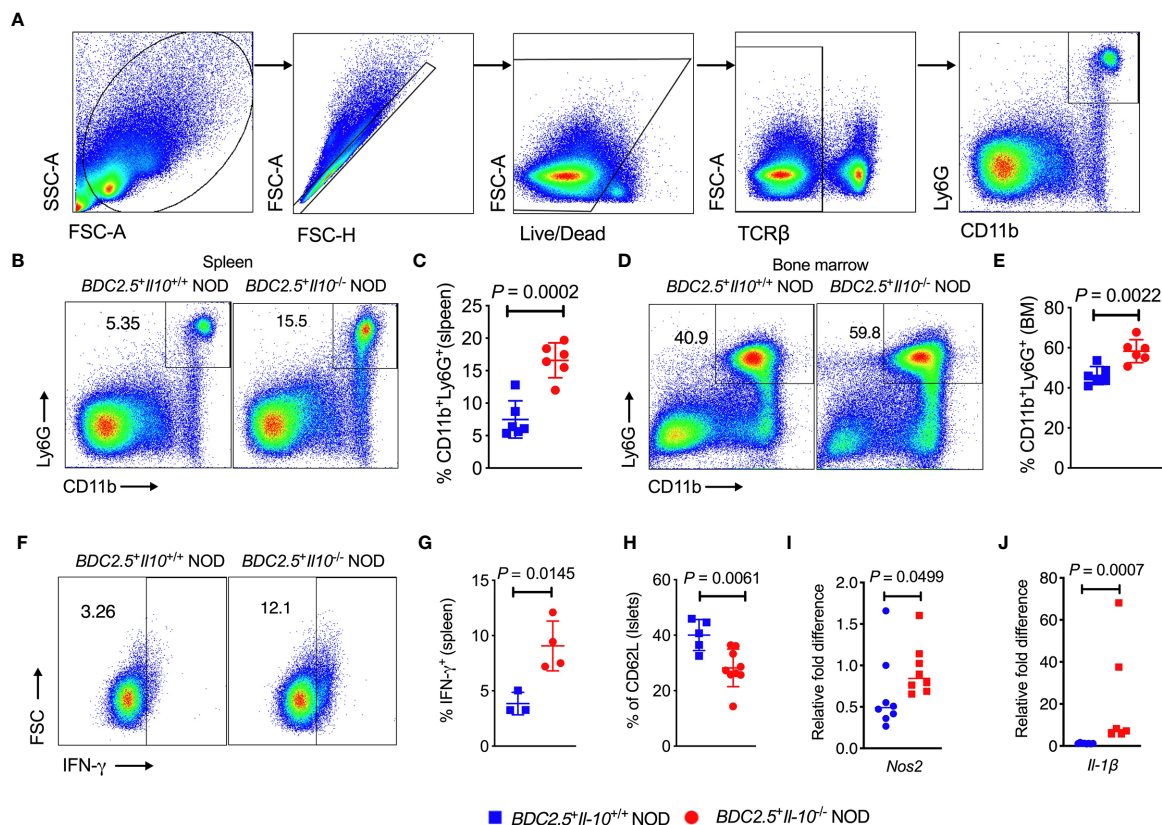 A
SSC-A
FSC-A
FSC-A
FSC-H
FSC-A
Live/Dead
FSC-A
TCRβ
Ly6G
CD11b
B
Spleen
BDC2.5+Il10+/+ NOD
BDC2.5+Il10-/- NOD
5.35
15.5
Ly6G
CD11b
C
P = 0.0002
% CD11b+Ly6G+(spleen)
25
20
15
10
5
0
D
Bone marrow
BDC2.5+Il10+/+ NOD
BDC2.5+Il10-/- NOD
40.9
59.8
Ly6G
CD11b
E
P = 0.0022
% CD11b+Ly6G+ (BM)
80
60
40
20
0
F
BDC2.5+Il10+/+ NOD
BDC2.5+Il10-/- NOD
3.26
12.1
FSC
IFN-γ
G
P = 0.0145
% IFN-γ+ (spleen)
15
10
5
0
H
P = 0.0061
% of CD62L (Islets)
60
40
20
0
I
P = 0.0499
Relative fold difference
2.0
1.5
1.0
0.5
0.0
Nos2
J
P = 0.0007
Relative fold difference
80
60
40
20
0
Il-1β
BDC2.5+Il-10+/+ NOD
BDC2.5+Il-10-/- NOD